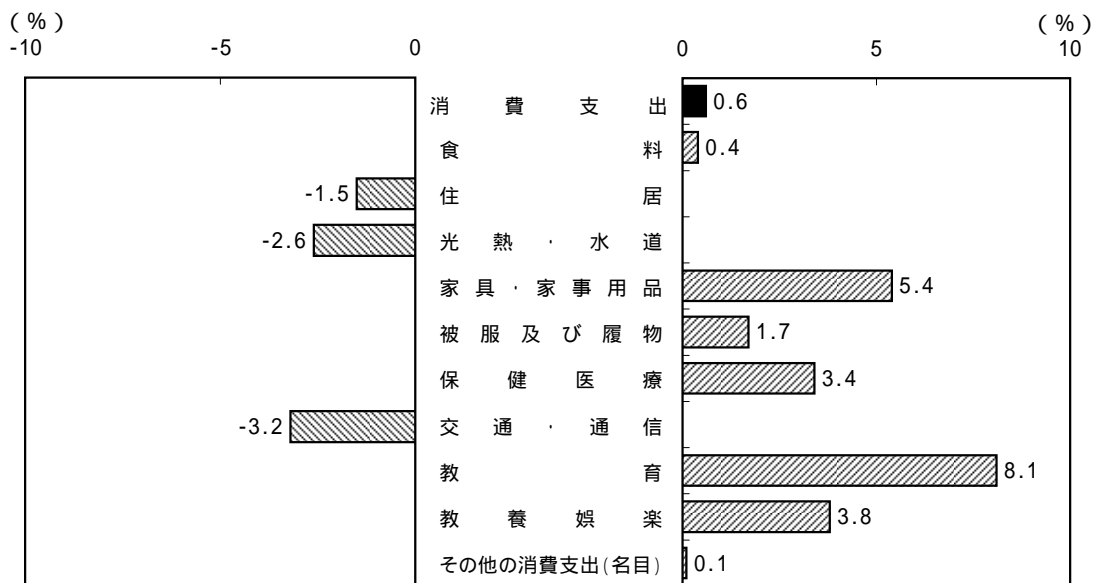 (%) (%)
-10 -5 0 0 5 10
消費支出 0.6
食料 0.4
-1.5 住居
-2.6 光熱・水道
家具・家事用品 5.4
被服及び履物 1.7
保健医療 3.4
-3.2 交通・通信
教育 8.1
教養娯楽 3.8
その他の消費支出(名目) 0.1